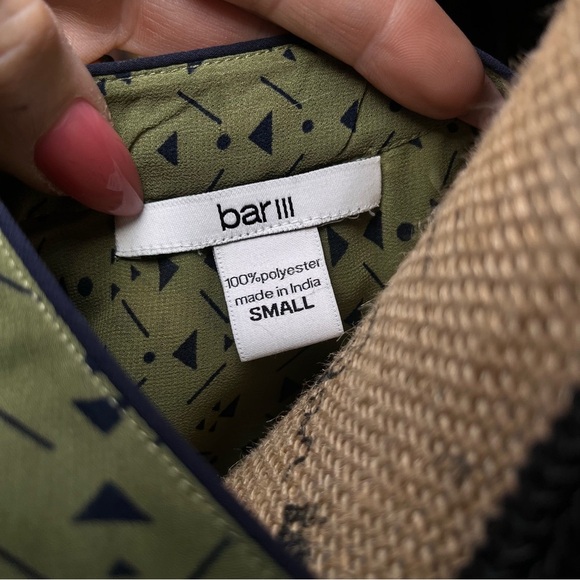 bar III
100%polyester
made in India
SMALL